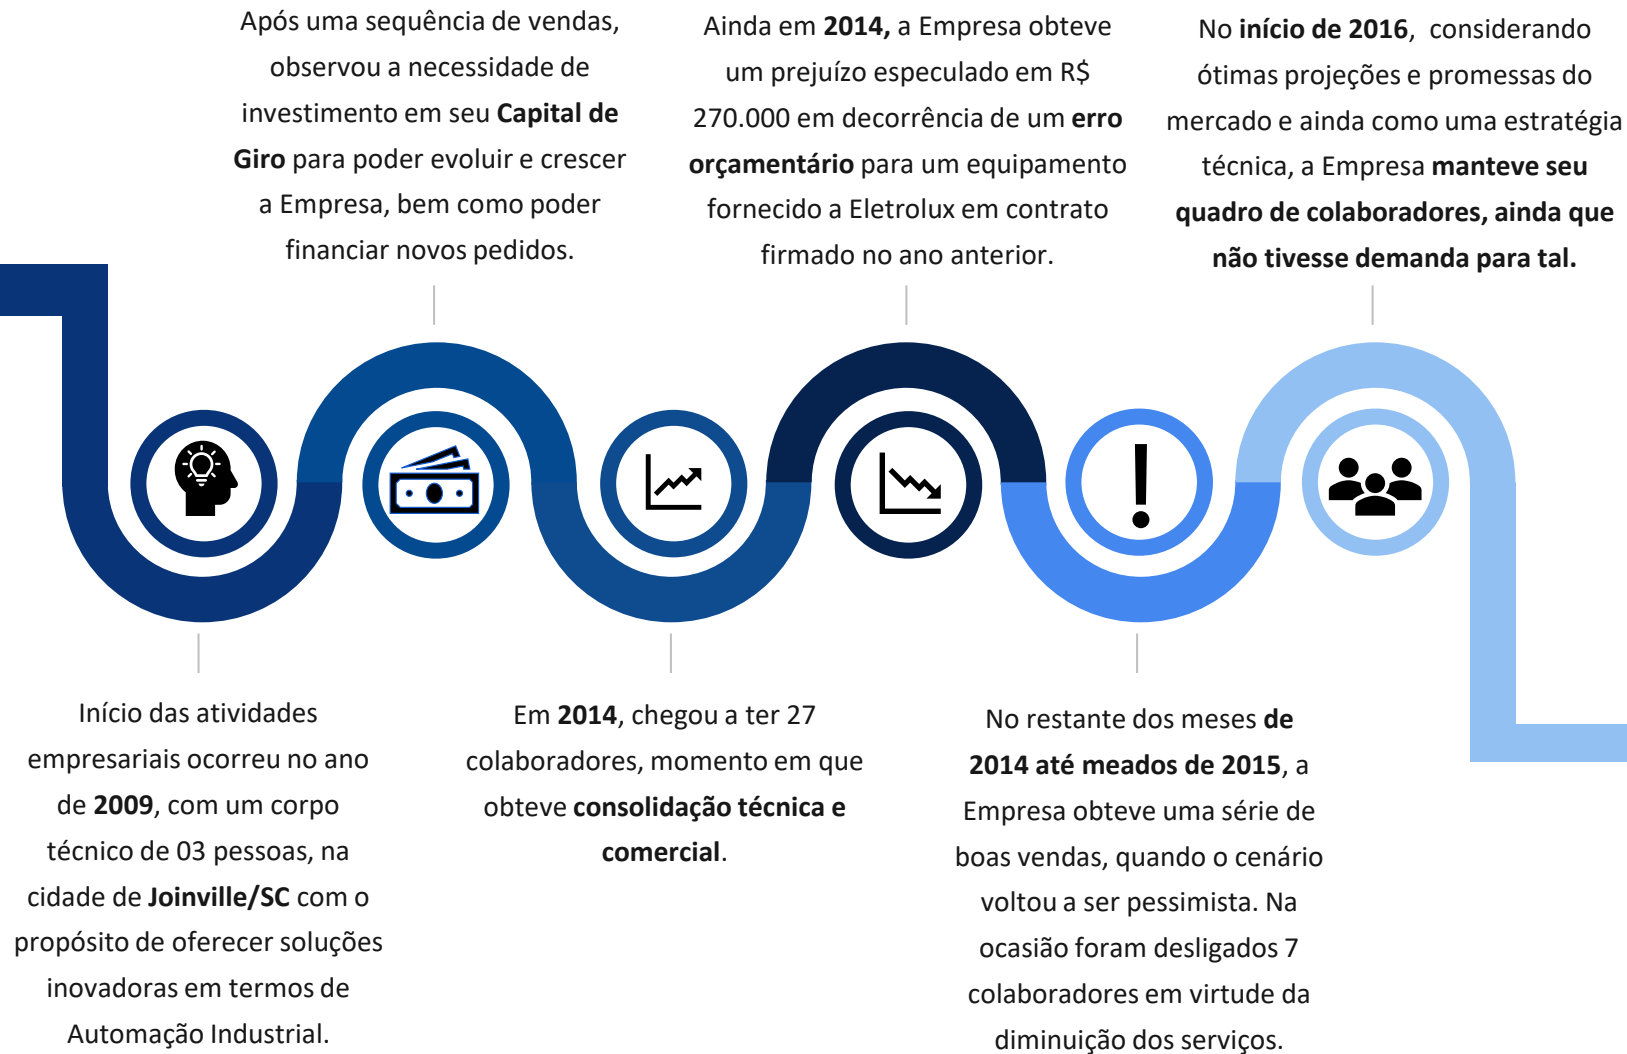 Após uma sequência de vendas,
observou a necessidade de
investimento em seu Capital de
Giro para poder evoluir e crescer
a Empresa, bem como poder
financiar novos pedidos.
Ainda em 2014, a Empresa obteve
um prejuízo especulado em R$
270.000 em decorrência de um erro
orçamentário para um equipamento
fornecido a Eletrolux em contrato
firmado no ano anterior.
No início de 2016, considerando
ótimas projeções e promessas do
mercado e ainda como uma estratégia
técnica, a Empresa manteve seu
quadro de colaboradores, ainda que
não tivesse demanda para tal.
Início das atividades
empresariais ocorreu no ano
de 2009, com um corpo
técnico de 03 pessoas, na
cidade de Joinville/SC com o
propósito de oferecer soluções
inovadoras em termos de
Automação Industrial.
Em 2014, chegou a ter 27
colaboradores, momento em que
obteve consolidação técnica e
comercial.
No restante dos meses de
2014 até meados de 2015, a
Empresa obteve uma série de
boas vendas, quando o cenário
voltou a ser pessimista. Na
ocasião foram desligados 7
colaboradores em virtude da
diminuição dos serviços.